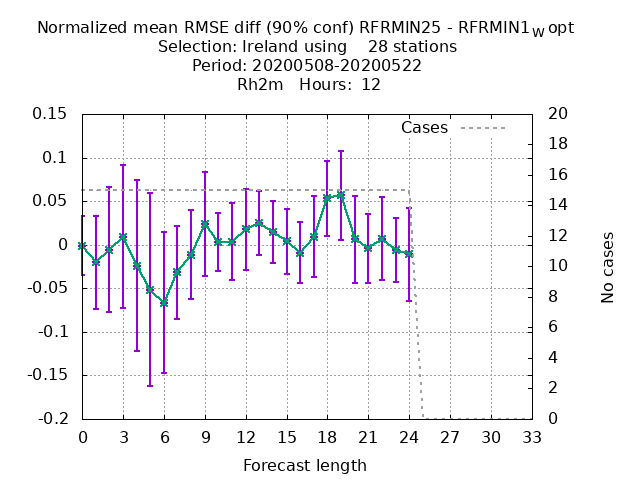 Normalized mean RMSE diff (90% conf) RFRMIN25 - RFRMIN1wopt
Selection: Ireland using 28 stations
Period: 20200508-20200522
Rh2m Hours: 12
Cases
0.15
0.1
0.05
0
-0.05
-0.1
-0.15
-0.2
20
18
16
14
12
10
8
6
4
2
0
No cases
0 3 6 9 12 15 18 21 24 27 30 33
Forecast length